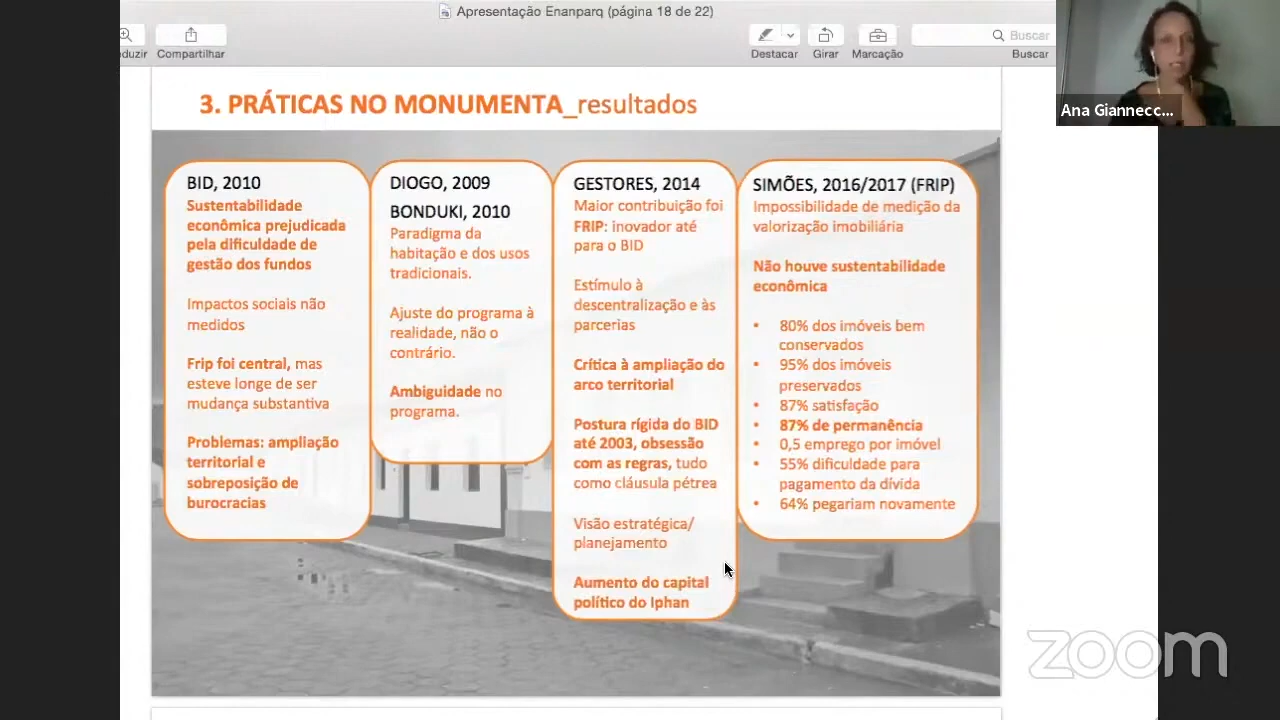 Apresentação Enanparq (página 18 de 22)
duzir
Compartilhar
Destacar
Girar
Marcação
Buscar
Buscar
Ana Giannecc...
3. PRÁTICAS NO MONUMENTA_resultados
BID, 2010
Sustentabilidade
econômica prejudicada
pela dificuldade de
gestão dos fundos
Impactos sociais não
medidos
Frip foi central, mas
esteve longe de ser
mudança substantiva
Problemas: ampliação
territorial e
sobreposição de
burocracias
DIOGO, 2009
BONDUKI, 2010
Paradigma da
habitação e dos usos
tradicionais.
Ajuste do programa à
realidade, não o
contrário.
Ambiguidade no
programa.
GESTORES, 2014
Maior contribuição foi
FRIP: inovador até
para o BID
Estímulo à
descentralização e às
parcerias
Crítica à ampliação do
arco territorial
Postura rígida do BID
até 2003, obsessão
com as regras, tudo
como cláusula pétrea
Visão estratégica/
planejamento
Aumento do capital
político do Iphan
SIMÕES, 2016/2017 (FRIP)
Impossibilidade de medição da
valorização imobiliária
Não houve sustentabilidade
econômica
• 80% dos imóveis bem
conservados
• 95% dos imóveis
preservados
• 87% satisfação
• 87% de permanência
• 0,5 emprego por imóvel
• 55% dificuldade para
pagamento da dívida
• 64% pegariam novamente
zoom